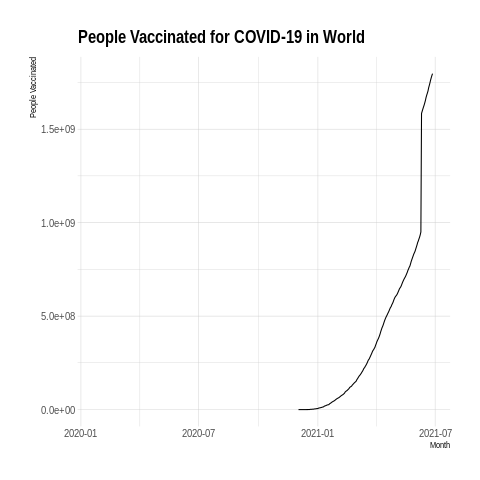 People Vaccinated for COVID-19 in World
People Vaccinated
1.5e+09
1.0e+09
5.0e+08
0.0e+00
2020-01 2020-07 2021-01 2021-07
Month